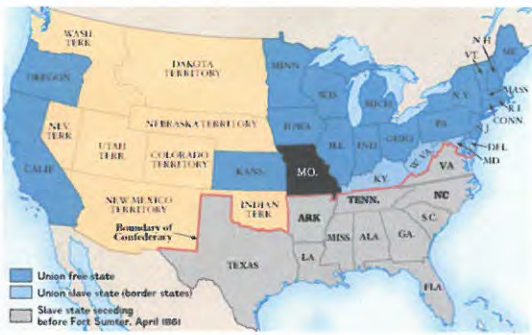 WASH
TERR
OREGON
DAKOTA
TERRITORY
MINN.
WIS.
MICH
N.H
VT.
ME.
MASS
N.Y.
R.I
CONN.
NEV
TERR.
UTAH
TERR.
NEBRASKA TERRITORY
IOWA
ILL
IND.
OHIO
PA.
N.J
DEL
MD.
CALIF
COLORADO
TERRITORY
KANS.
MO.
KY.
W. VA.
VA
NEW MEXICO
TERRITORY
INDIAN
TERR
ARK
TENN.
NC
S.C.
Boundary of
Confederacy
TEXAS
LA
MISS.
ALA
GA.
FLA
Union free state
Union slave state (border states)
Slave state seceding
before Fort Sumter, April 1861